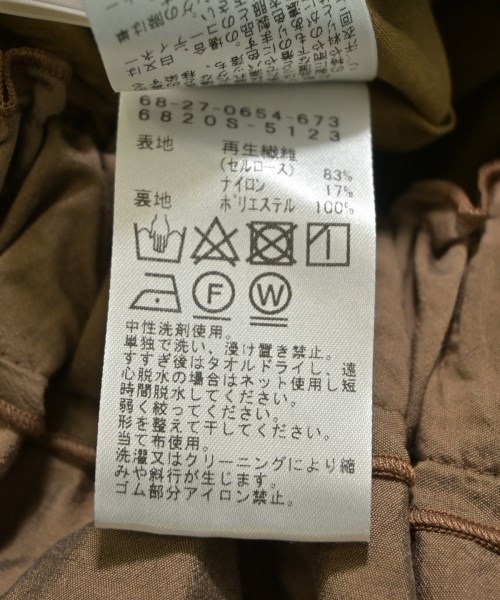 68-27-0654-673
6820S-5123
表地 再生繊維
(セルロース) 83%
ナイロン 17%
裏地 ポリエステル 100%
F W
中性洗剤使用。
単独で洗い、浸け置き禁止。
すすぎ後はタオルドライし、遠
心脱水の場合はネット使用し短
時間脱水してください。
弱く絞ってください。
形を整えて干してください。
当て布使用。
洗濯又はクリーニングにより縮
みや斜行が生じます。
ゴム部分アイロン禁止。